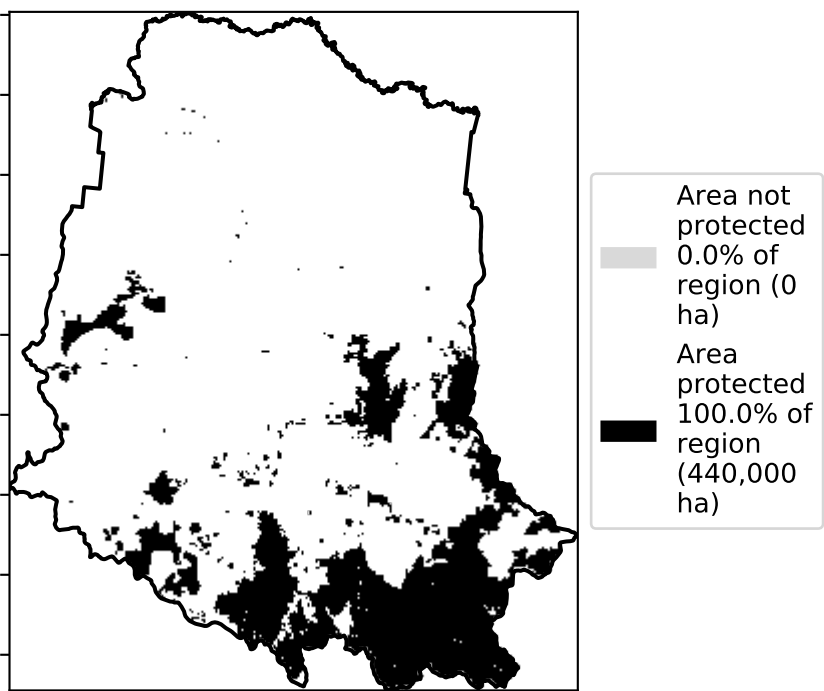 Area not
protected
0.0% of
region (0
ha)
Area
protected
100.0% of
region
(440,000
ha)